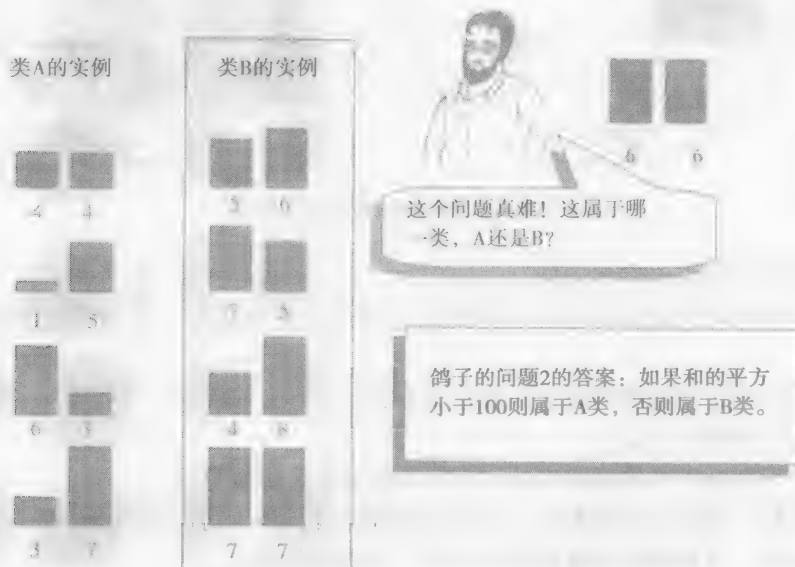 类A的实例
类B的实例
4 4
5 6
6 6
这个问题真难！这属于哪
一类，A还是B？
1 5
7 5
6 3
4 8
鸽子的问题2的答案：如果和的平方
小于100则属于A类，否则属于B类。
3 7
7 7